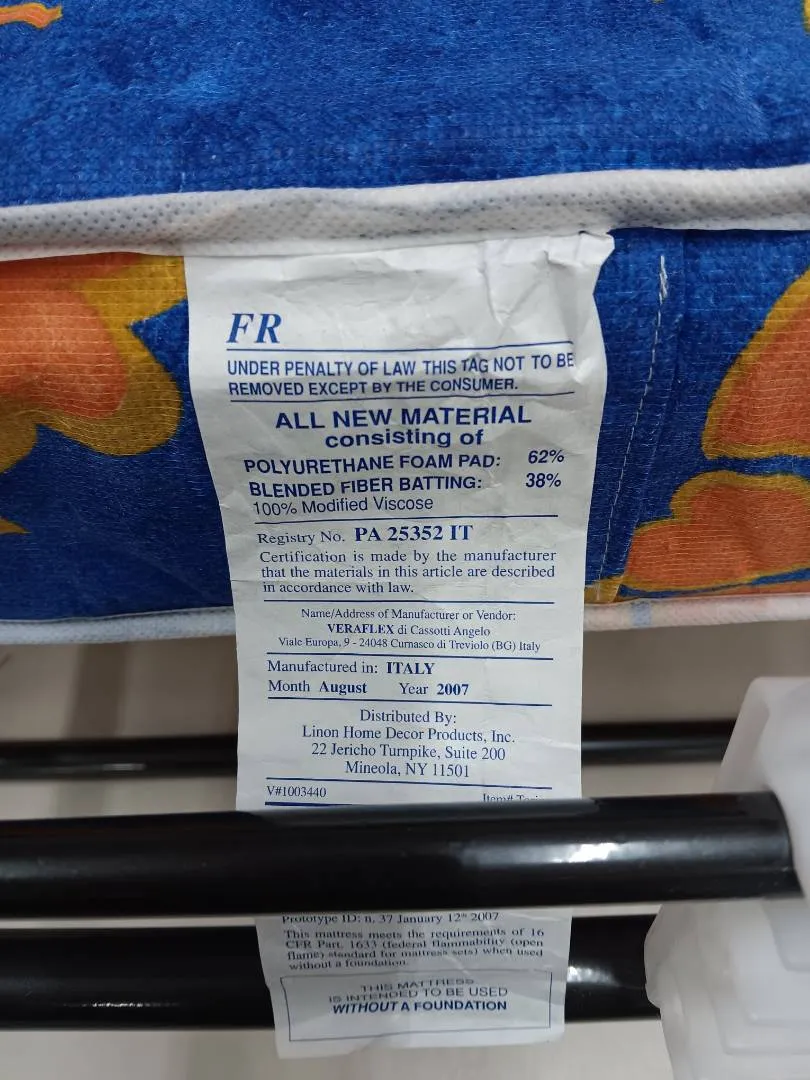 FR
UNDER PENALTY OF LAW THIS TAG NOT TO BE
REMOVED EXCEPT BY THE CONSUMER.
ALL NEW MATERIAL
consisting of
POLYURETHANE FOAM PAD: 62%
BLENDED FIBER BATTING: 38%
100% Modified Viscose
Registry No. PA 25352 IT
Certification is made by the manufacturer
that the materials in this article are described
in accordance with law.
Name/Address of Manufacturer or Vendor:
VERAFLEX di Cassotti Angelo
Viale Europa, 9 - 24048 Curnasco di Treviolo (BG) Italy
Manufactured in: ITALY
Month August Year 2007
Distributed By:
Linon Home Decor Products, Inc.
22 Jericho Turnpike, Suite 200
Mineola, NY 11501
V#1003440 Item#
Prototype ID: n. 37 January 12th 2007
This mattress meets the requirements of 16
CFR Part. 1633 (federal flammability (open
flame) standard for mattress sets) when used
without a foundation.
THIS MATTRESS
IS INTENDED TO BE USED
WITHOUT A FOUNDATION